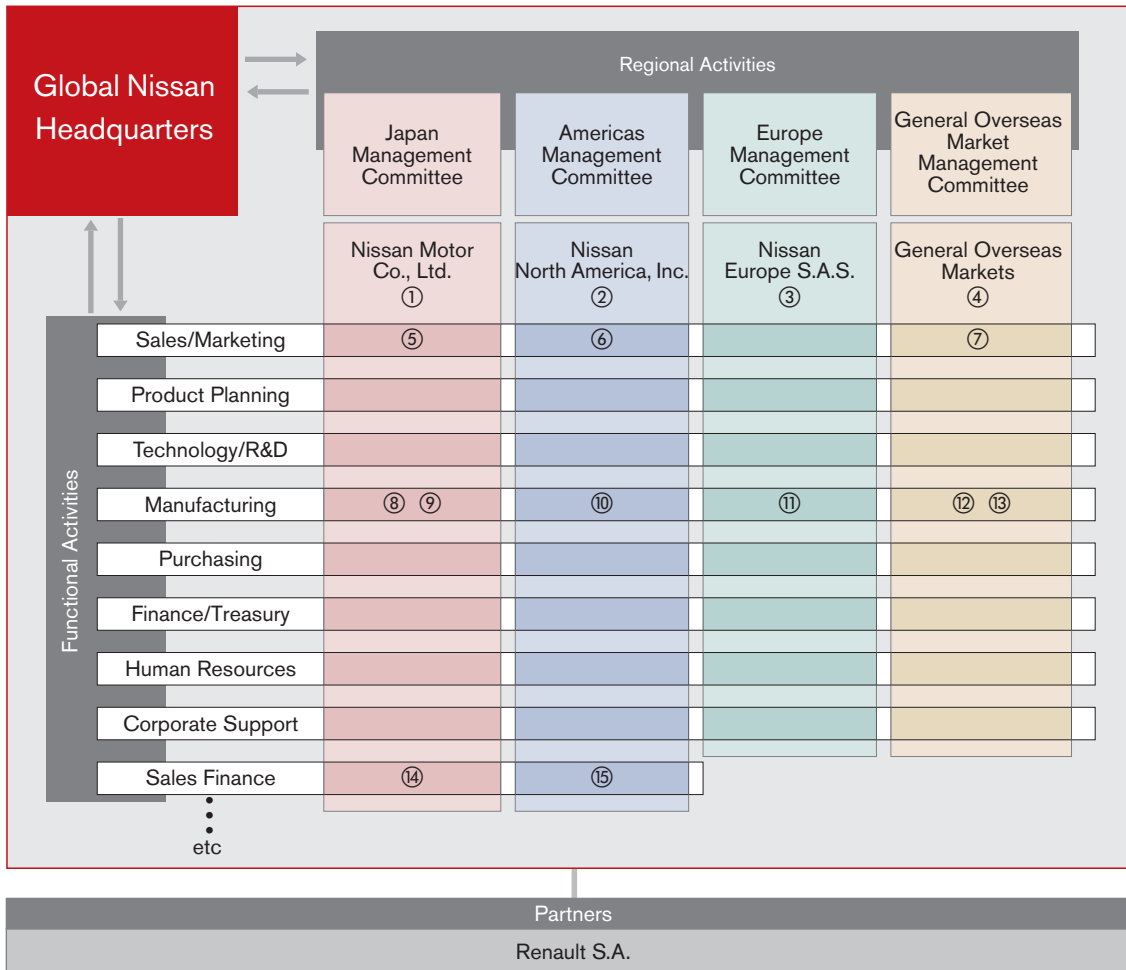 Global Nissan
Headquarters
Regional Activities
Japan
Management
Committee
Americas
Management
Committee
Europe
Management
Committee
General Overseas
Market
Management
Committee
Nissan Motor
Co., Ltd.
①
Nissan
North America, Inc.
②
Nissan
Europe S.A.S.
③
General Overseas
Markets
④
Functional Activities
Sales/Marketing
⑤
⑥
⑦
Product Planning
Technology/R&D
Manufacturing
⑧ ⑨
⑩
⑪
⑫ ⑬
Purchasing
Finance/Treasury
Human Resources
Corporate Support
Sales Finance
⑭
⑮
etc
Partners
Renault S.A.